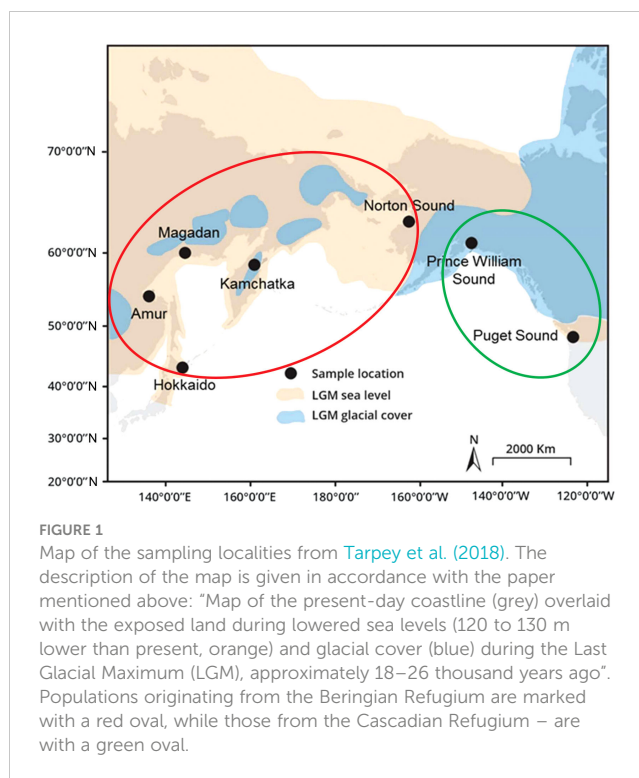 70°0'0"N
Norton Sound
Magadan
60°0'0"N
Prince William
Sound
Kamchatka
Amur
50°0'0"N
Puget Sound
Hokkaido
Sample location
40°0'0"N
LGM sea level
LGM glacial cover
30°0'0"N
N
2000 Km
20°0'0"N
140°0'0"E
160°0'0"E
180°0'0"
160°0'0"W
140°0'0"W
120°0'0"W
FIGURE 1
Map of the sampling localities from Tarpey et al. (2018). The
description of the map is given in accordance with the paper
mentioned above: “Map of the present-day coastline (grey) overlaid
with the exposed land during lowered sea levels (120 to 130 m
lower than present, orange) and glacial cover (blue) during the Last
Glacial Maximum (LGM), approximately 18–26 thousand years ago”.
Populations originating from the Beringian Refugium are marked
with a red oval, while those from the Cascadian Refugium – are
with a green oval.